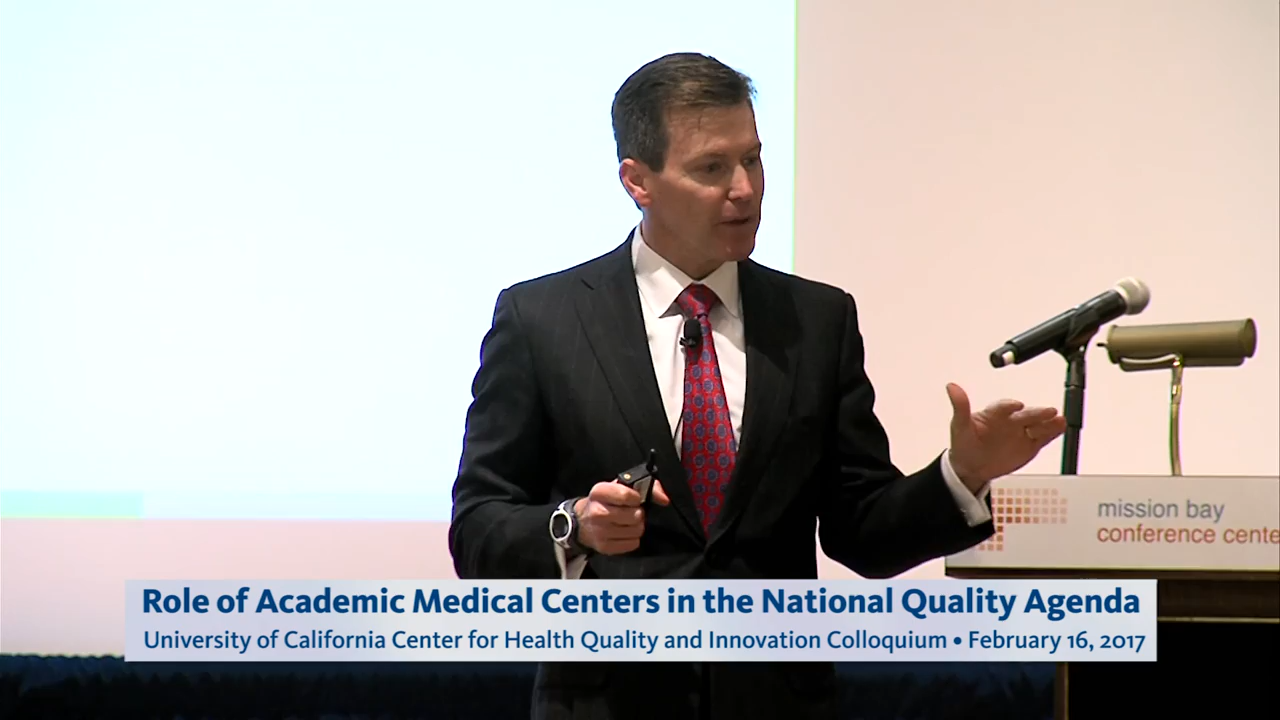 mission bay
conference cente
Role of Academic Medical Centers in the National Quality Agenda
University of California Center for Health Quality and Innovation Colloquium • February 16, 2017